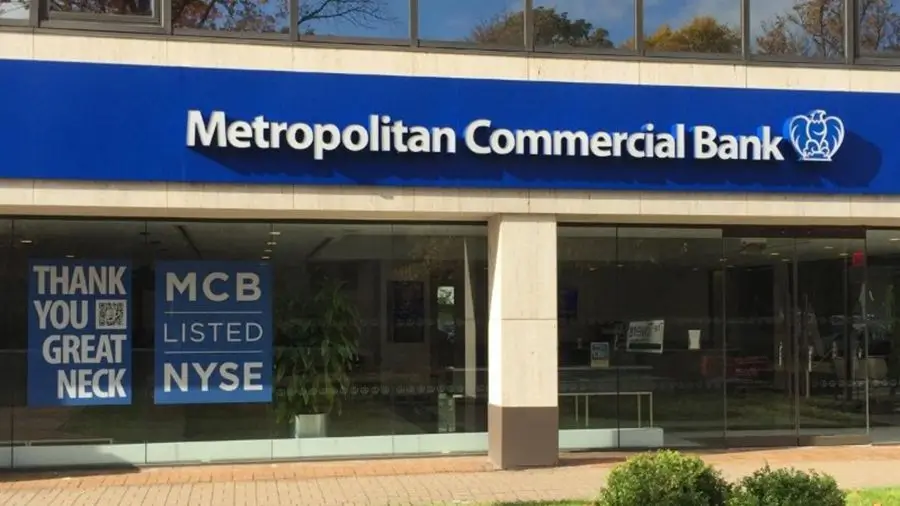 Metropolitan Commercial Bank
THANK
YOU
GREAT
NECK
MCB
LISTED
NYSE